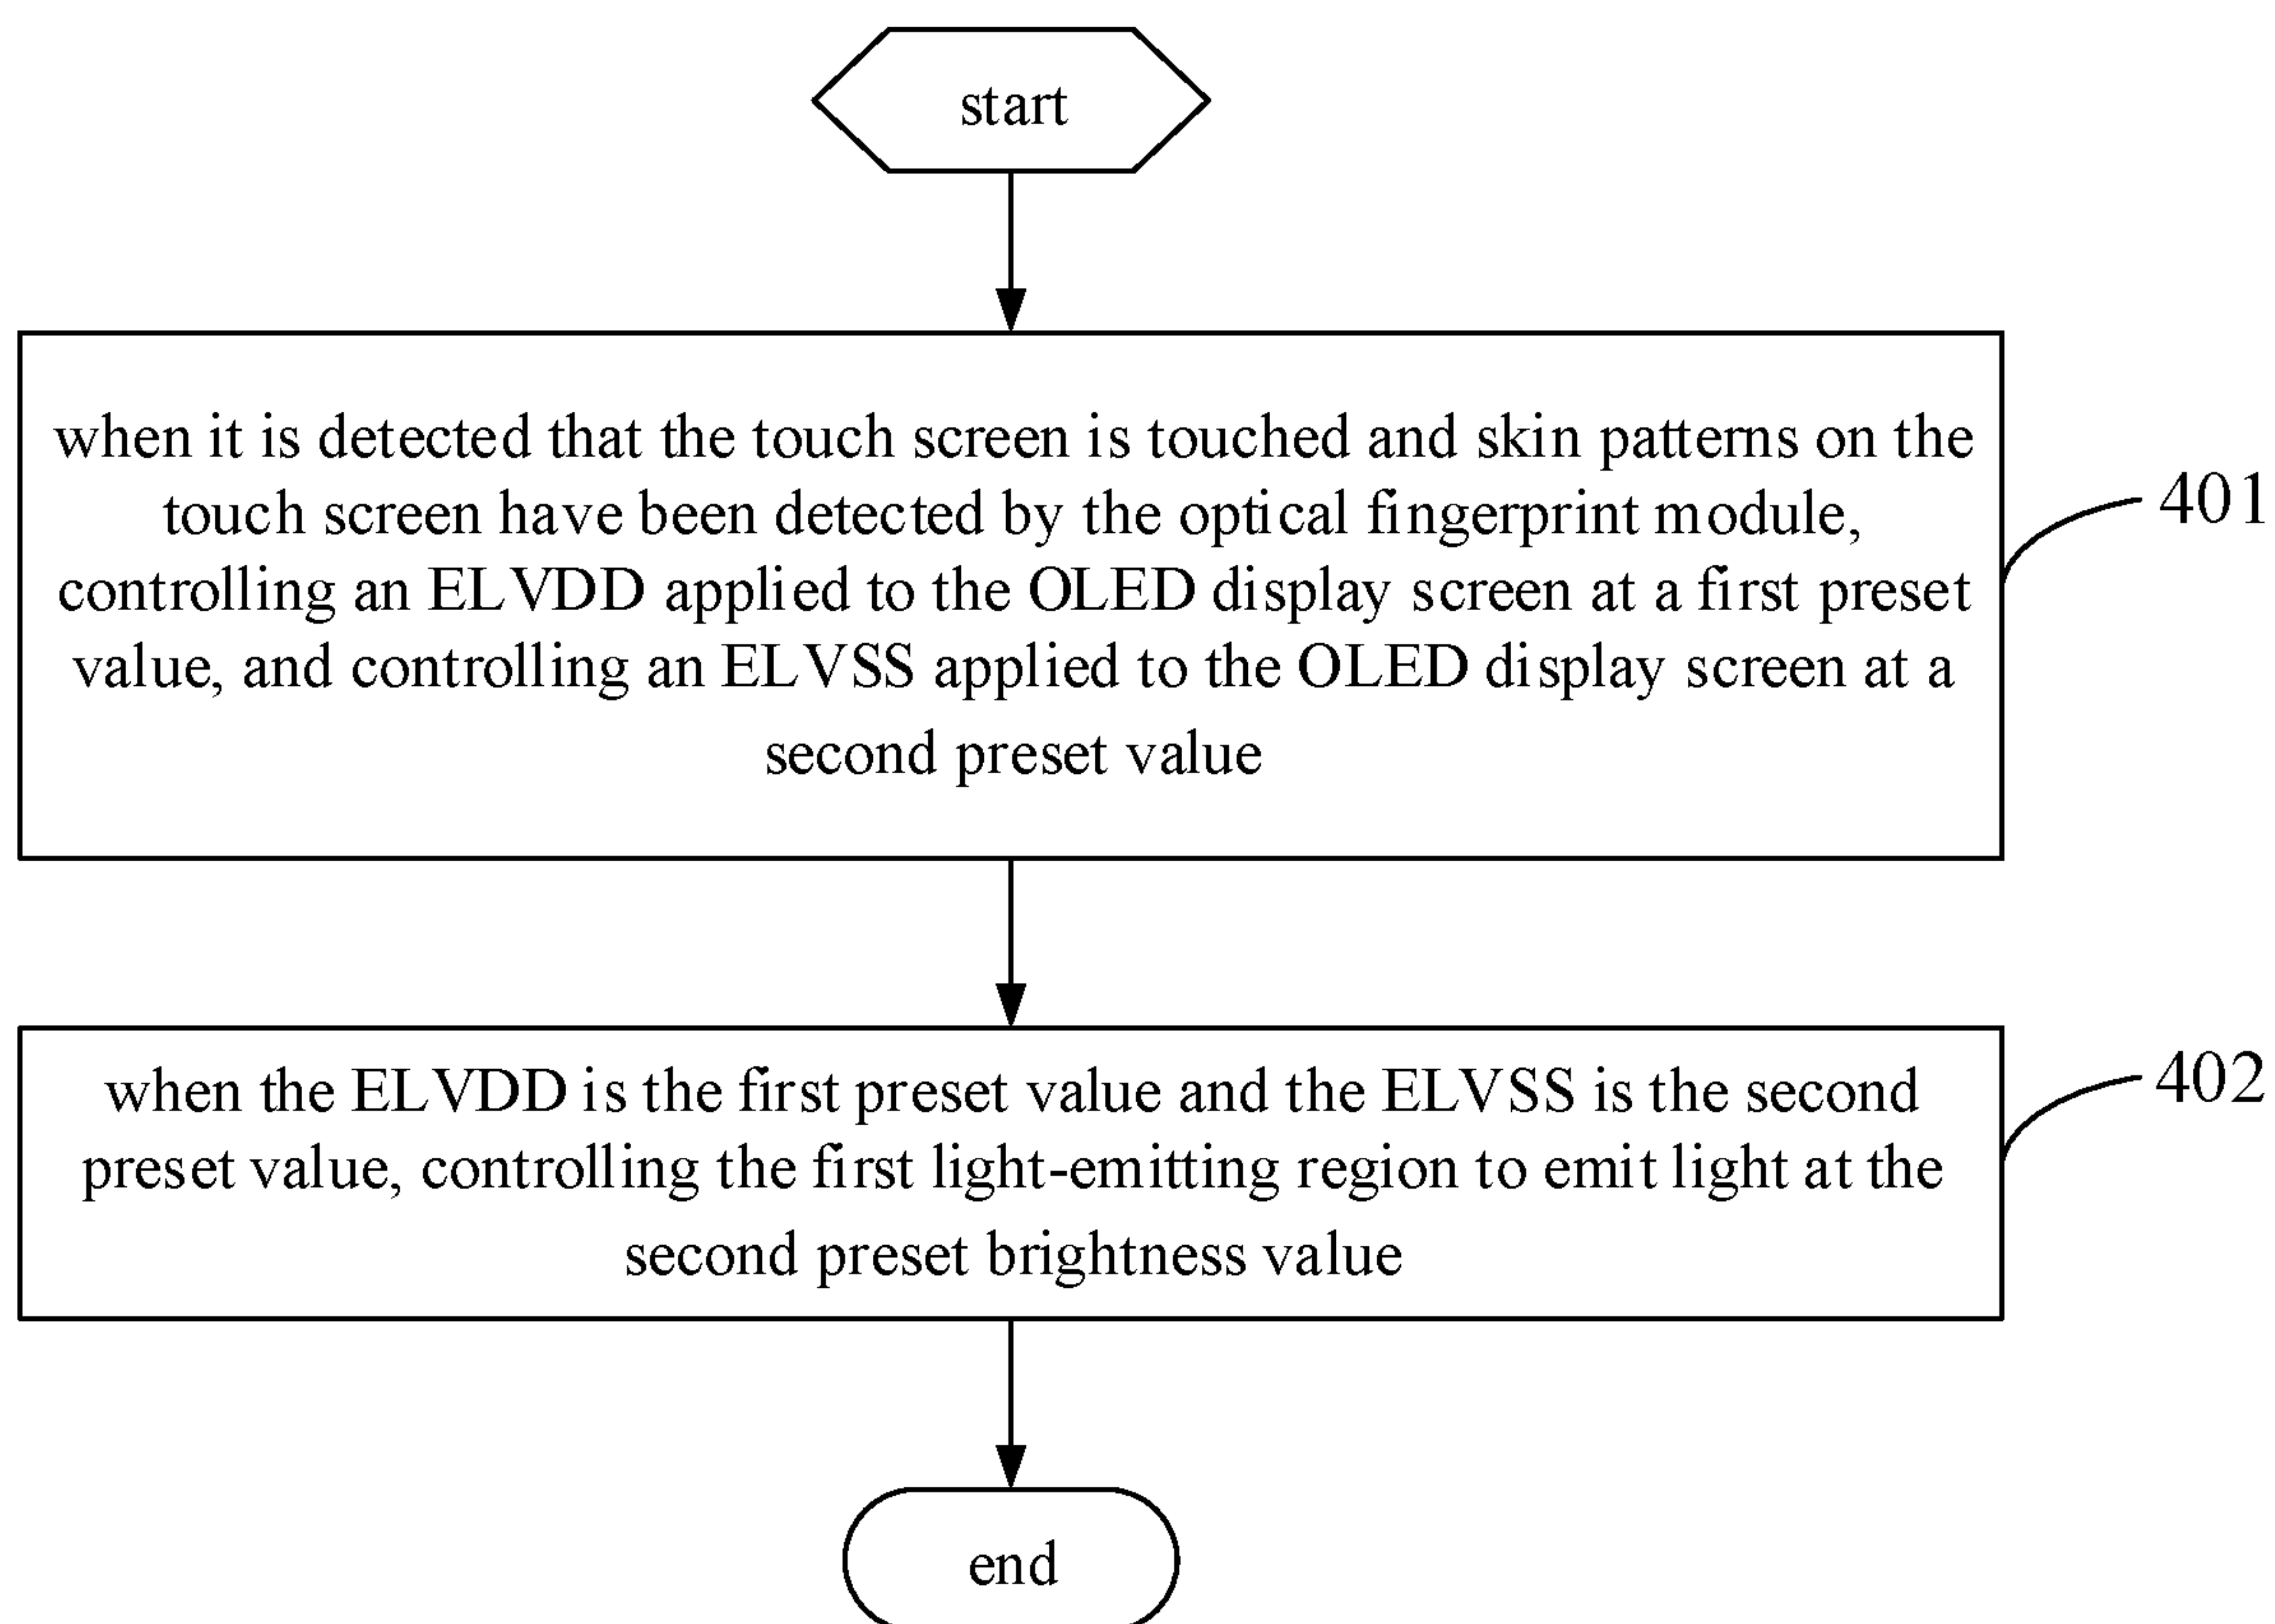 start
when it is detected that the touch screen is touched and skin patterns on the
touch screen have been detected by the optical fingerprint module,
controlling an ELVDD applied to the OLED display screen at a first preset
value, and controlling an ELVSS applied to the OLED display screen at a
second preset value
401
when the ELVDD is the first preset value and the ELVSS is the second
preset value, controlling the first light-emitting region to emit light at the
second preset brightness value
402
end